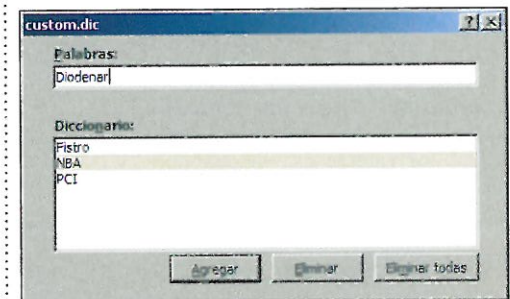 custom.dic
Palabras:
Diodenar
Diccionario:
Fistro
NBA
PCI
Agregar Eliminar Eliminar todas